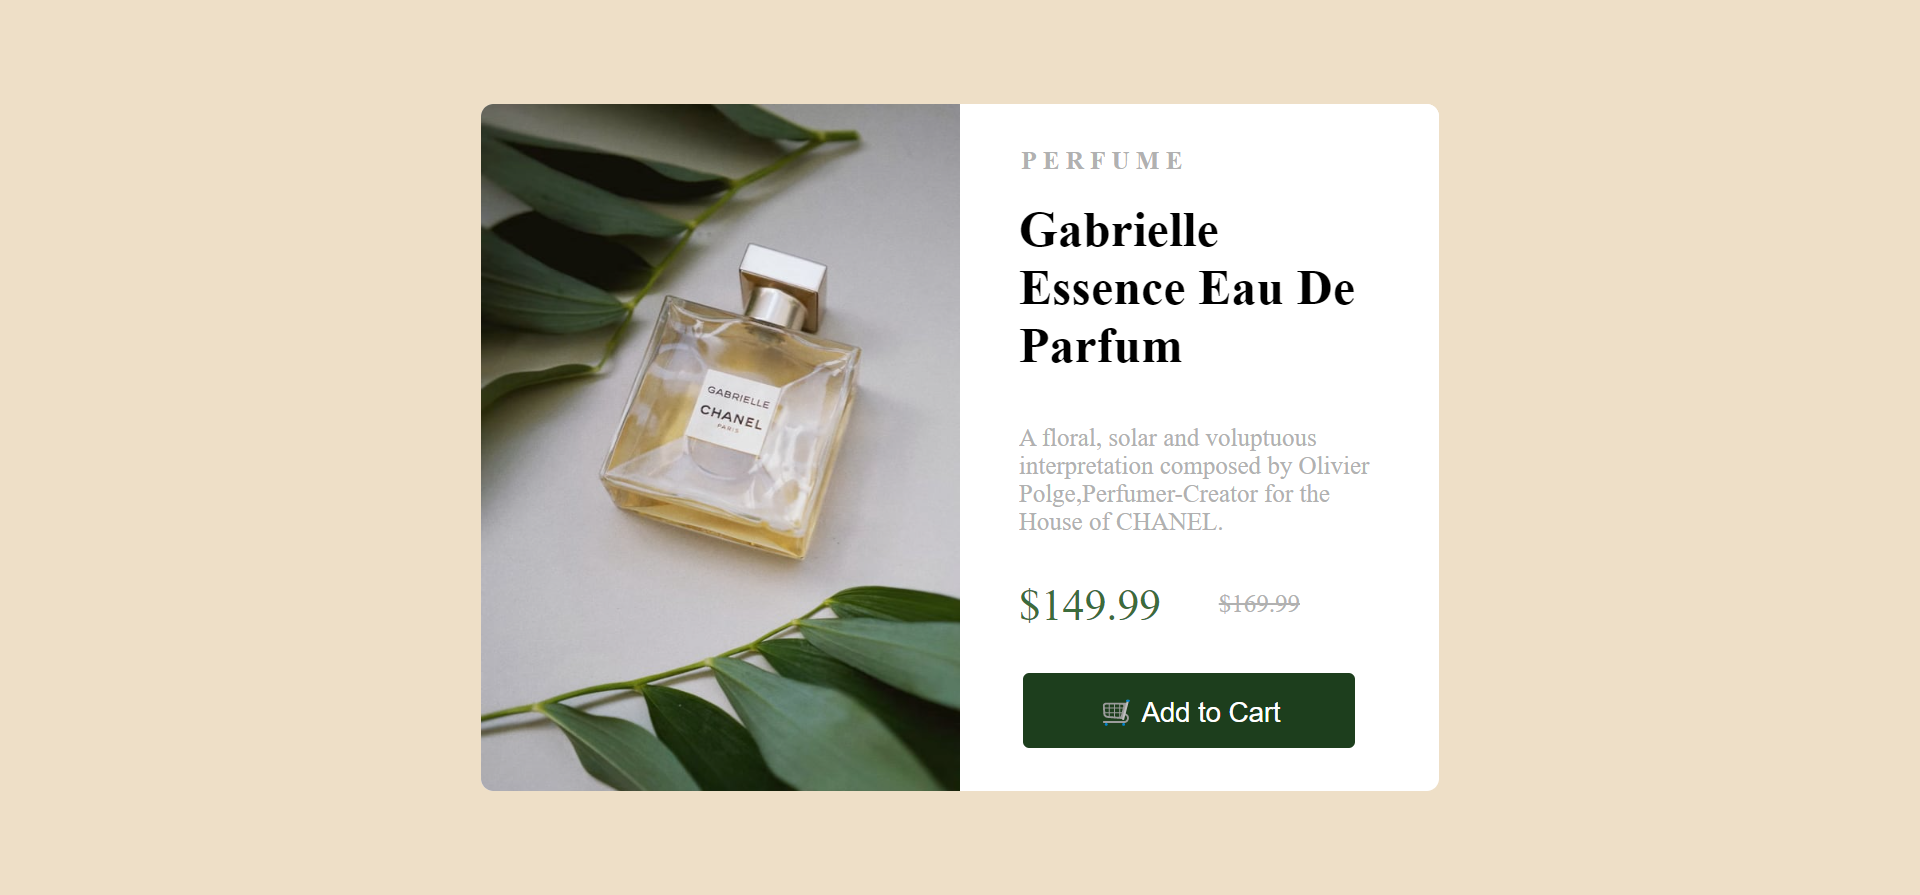 GABRIELLE
CHANEL
PARIS
PERFUME
Gabrielle
Essence Eau De
Parfum
A floral, solar and voluptuous
interpretation composed by Olivier
Polge,Perfumer-Creator for the
House of CHANEL.
$149.99 $169.99
🛒 Add to Cart